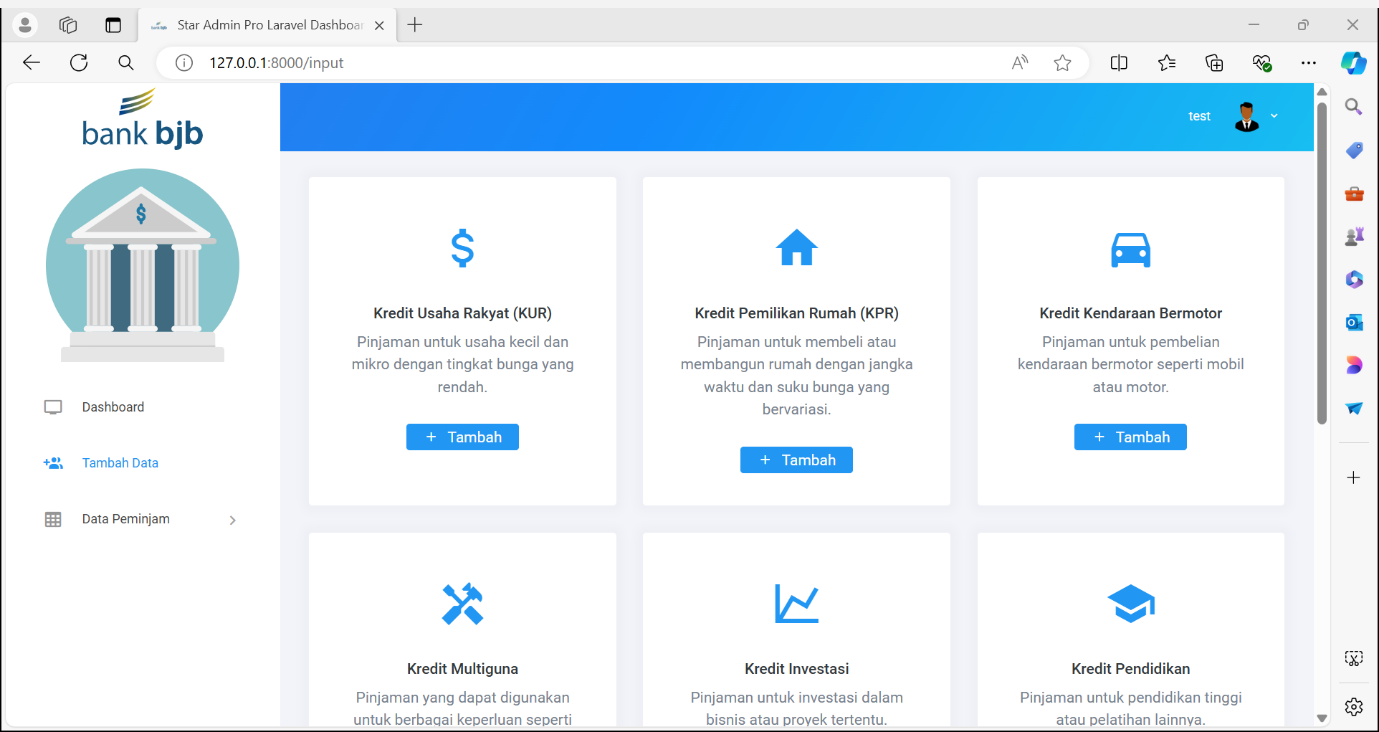 Star Admin Pro Laravel Dashboar
127.0.0.1:8000/input
bank bjb
test
$
Dashboard
Tambah Data
Data Peminjam
$
Kredit Usaha Rakyat (KUR)
Pinjaman untuk usaha kecil dan
mikro dengan tingkat bunga yang
rendah.
+ Tambah
Kredit Pemilikan Rumah (KPR)
Pinjaman untuk membeli atau
membangun rumah dengan jangka
waktu dan suku bunga yang
bervariasi.
+ Tambah
Kredit Kendaraan Bermotor
Pinjaman untuk pembelian
kendaraan bermotor seperti mobil
atau motor.
+ Tambah
Kredit Multiguna
Pinjaman yang dapat digunakan
untuk berbagai keperluan seperti
Kredit Investasi
Pinjaman untuk investasi dalam
bisnis atau proyek tertentu.
Kredit Pendidikan
Pinjaman untuk pendidikan tinggi
atau pelatihan lainnya.